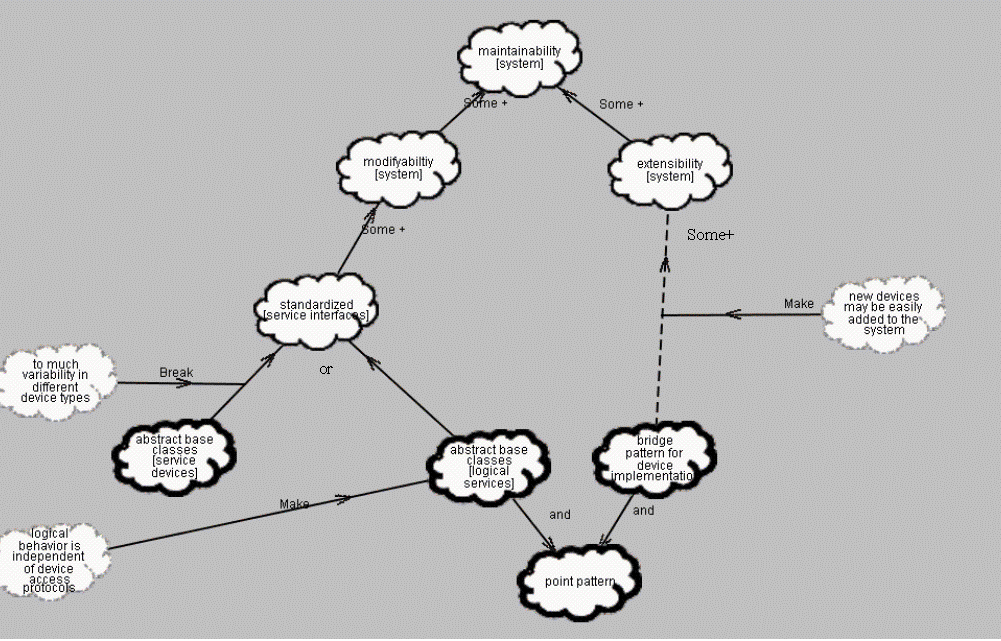 maintainability
[system]
Some +
Some +
modifyabiltiy
[system]
extensibility
[system]
Some +
Some+
standardized
[service interfaces]
Make
new devices
may be easily
added to the
system
to much
variability in
different
device types
Break
or
abstract base
classes
[service
devices]
abstract base
classes
[logical
services]
bridge
pattern for
device
implementatio
Make
and
and
logical
behavior is
independent
of device
access
protocols
point pattern